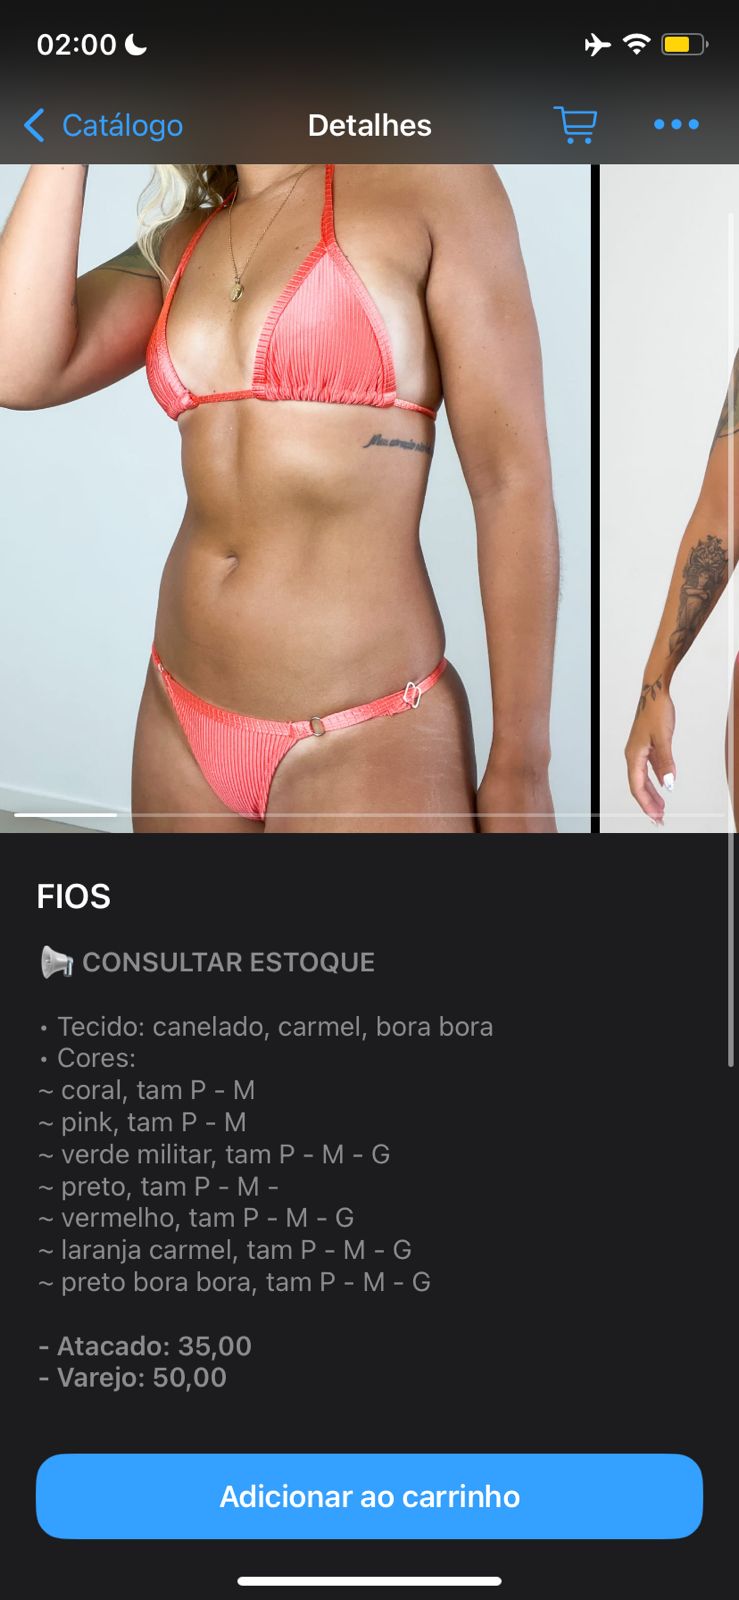 02:00
Catálogo
Detalhes
FIOS
CONSULTAR ESTOQUE
• Tecido: canelado, carmel, bora bora
• Cores:
~ coral, tam P - M
~ pink, tam P - M
~ verde militar, tam P - M - G
~ preto, tam P - M -
~ vermelho, tam P - M - G
~ laranja carmel, tam P - M - G
~ preto bora bora, tam P - M - G
- Atacado: 35,00
- Varejo: 50,00
Adicionar ao carrinho